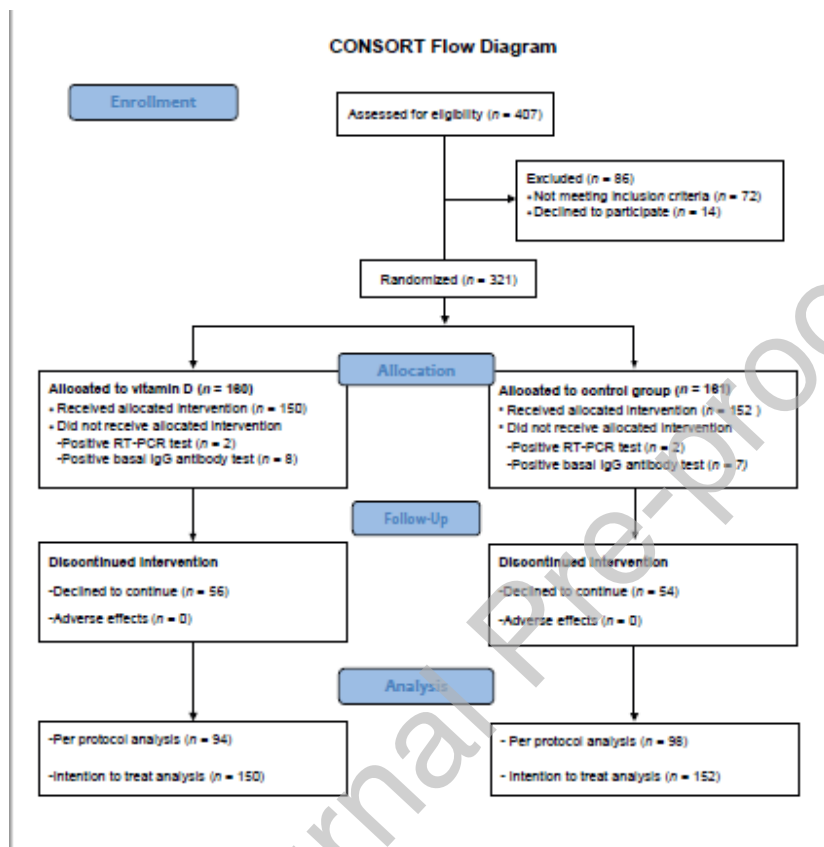 CONSORT Flow Diagram
Enrollment
Assessed for eligibility (n = 407)
Excluded (n = 86)
• Not meeting inclusion criteria (n = 72)
• Declined to participate (n = 14)
Randomized (n = 321)
Allocation
Allocated to vitamin D (n = 160)
• Received allocated intervention (n = 150)
• Did not receive allocated intervention
-Positive RT-PCR test (n = 2)
-Positive basal IgG antibody test (n = 8)
Allocated to control group (n = 161)
• Received allocated intervention (n = 152 )
• Did not receive allocated intervention
-Positive RT-PCR test (n = 2)
-Positive basal IgG antibody test (n = 7)
Follow-Up
Discontinued intervention
-Declined to continue (n = 56)
-Adverse effects (n = 0)
Discontinued intervention
-Declined to continue (n = 54)
-Adverse effects (n = 0)
Analysis
-Per protocol analysis (n = 94)
-Intention to treat analysis (n = 150)
- Per protocol analysis (n = 98)
- Intention to treat analysis (n = 152)
rnal Pre-proo